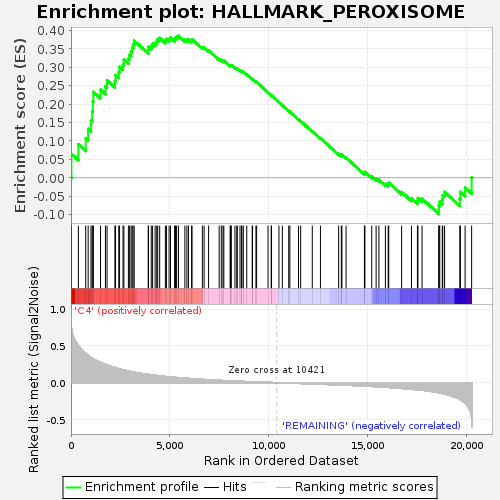 Enrichment plot: HALLMARK_PEROXISOME
Enrichment score (ES)
0.40
0.35
0.30
0.25
0.20
0.15
0.10
0.05
0.00
-0.05
-0.10
'C4' (positively correlated)
Ranked list metric (Signal2Noise)
1.0
0.5
0.0
-0.5
Zero cross at 10421
'REMAINING' (negatively correlated)
0
5,000
10,000
15,000
20,000
Rank in Ordered Dataset
Enrichment profile
Hits
Ranking metric scores